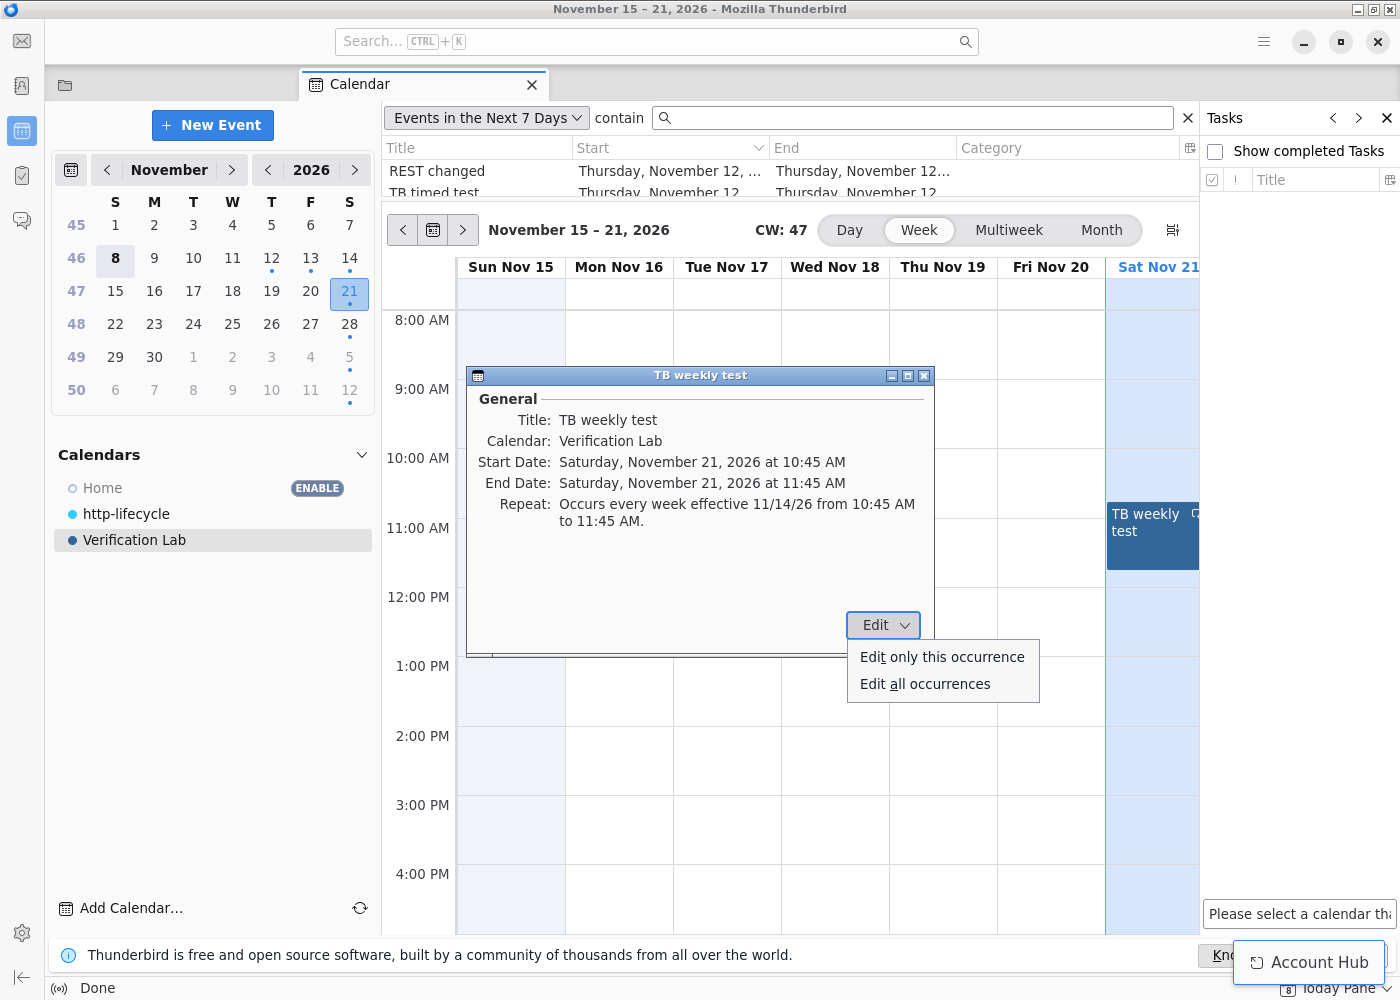 November 15 – 21, 2026 - Mozilla Thunderbird
Search... CTRL + K
Calendar
+ New Event
November 2026
S M T W T F S
45 1 2 3 4 5 6 7
46 8 9 10 11 12 13 14
47 15 16 17 18 19 20 21
48 22 23 24 25 26 27 28
49 29 30 1 2 3 4 5
50 6 7 8 9 10 11 12
Calendars
Home ENABLE
http-lifecycle
Verification Lab
Add Calendar...
Events in the Next 7 Days contain
Title Start End Category
REST changed Thursday, November 12, ... Thursday, November 12...
TB timed test Thursday, November 12 Thursday, November 12
November 15 – 21, 2026 CW: 47 Day Week Multiweek Month
Sun Nov 15 Mon Nov 16 Tue Nov 17 Wed Nov 18 Thu Nov 19 Fri Nov 20 Sat Nov 21
8:00 AM
9:00 AM
10:00 AM
11:00 AM
12:00 PM
1:00 PM
2:00 PM
3:00 PM
4:00 PM
TB weekly
test
TB weekly test
General
Title: TB weekly test
Calendar: Verification Lab
Start Date: Saturday, November 21, 2026 at 10:45 AM
End Date: Saturday, November 21, 2026 at 11:45 AM
Repeat: Occurs every week effective 11/14/26 from 10:45 AM
to 11:45 AM.
Edit
Edit only this occurrence
Edit all occurrences
Tasks
Show completed Tasks
! Title
Please select a calendar tha
Thunderbird is free and open source software, built by a community of thousands from all over the world.
Kno
Account Hub
Done
8 Today Pane